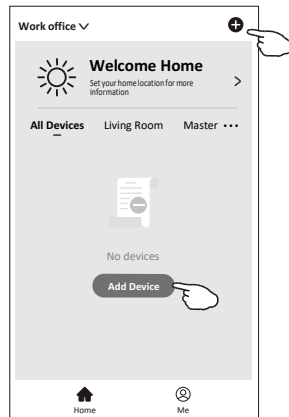 Work office
Welcome Home
Set your home location for more
information
All Devices Living Room Master
No devices
Add Device
Home Me